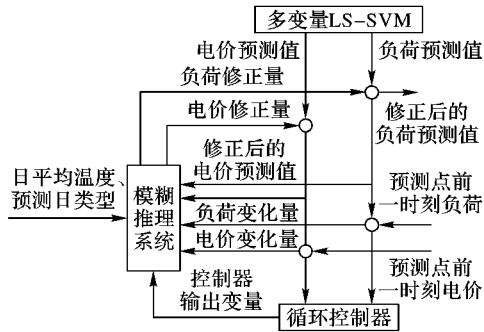 多变量LS-SVM
电价预测值
负荷预测值
负荷修正量
电价修正量
修正后的
负荷预测值
修正后的
电价预测值
日平均温度、
预测日类型
模糊
推理
系统
预测点前
一时刻负荷
负荷变化量
电价变化量
预测点前
一时刻电价
控制器
输出变量
循环控制器